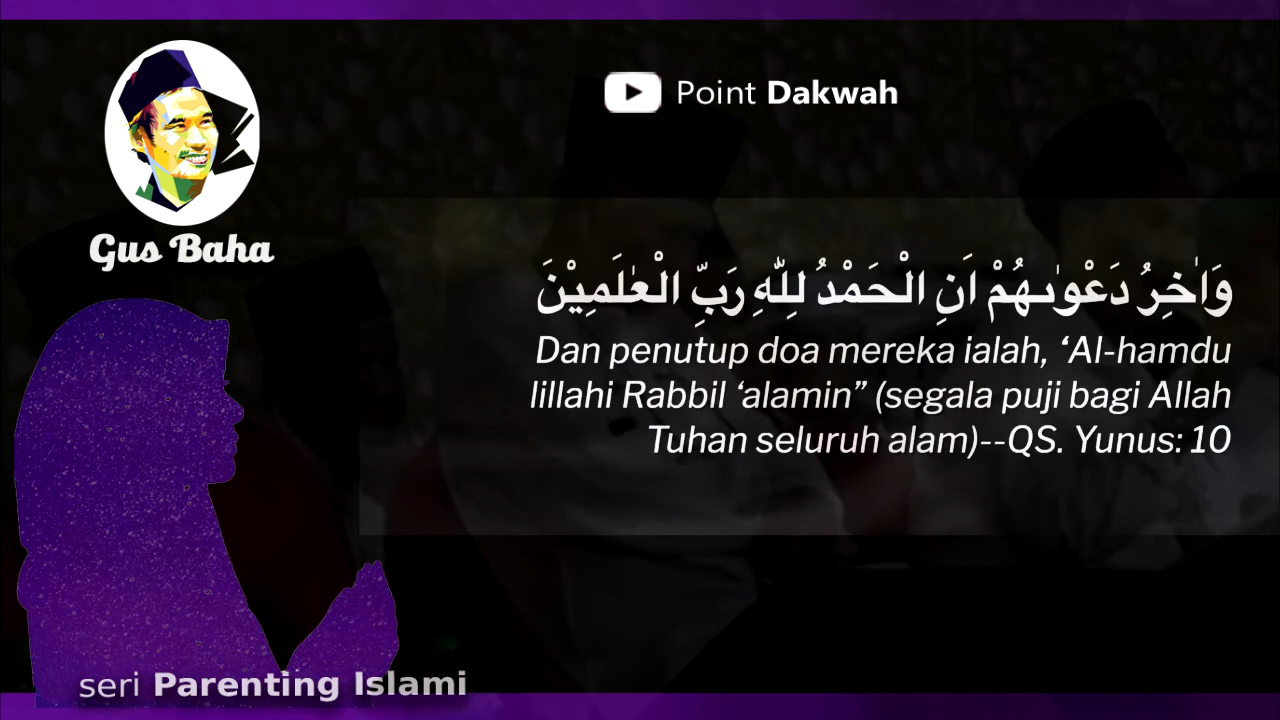 Point Dakwah
Gus Baha
وَاٰخِرُ دَعْوٰىهُمْ اَنِ الْحَمْدُ لِلّٰهِ رَبِّ الْعٰلَمِيْنَ
Dan penutup doa mereka ialah, ‘Al-hamdu
lillahi Rabbil ‘alamin” (segala puji bagi Allah
Tuhan seluruh alam)--QS. Yunus: 10
seri Parenting Islami